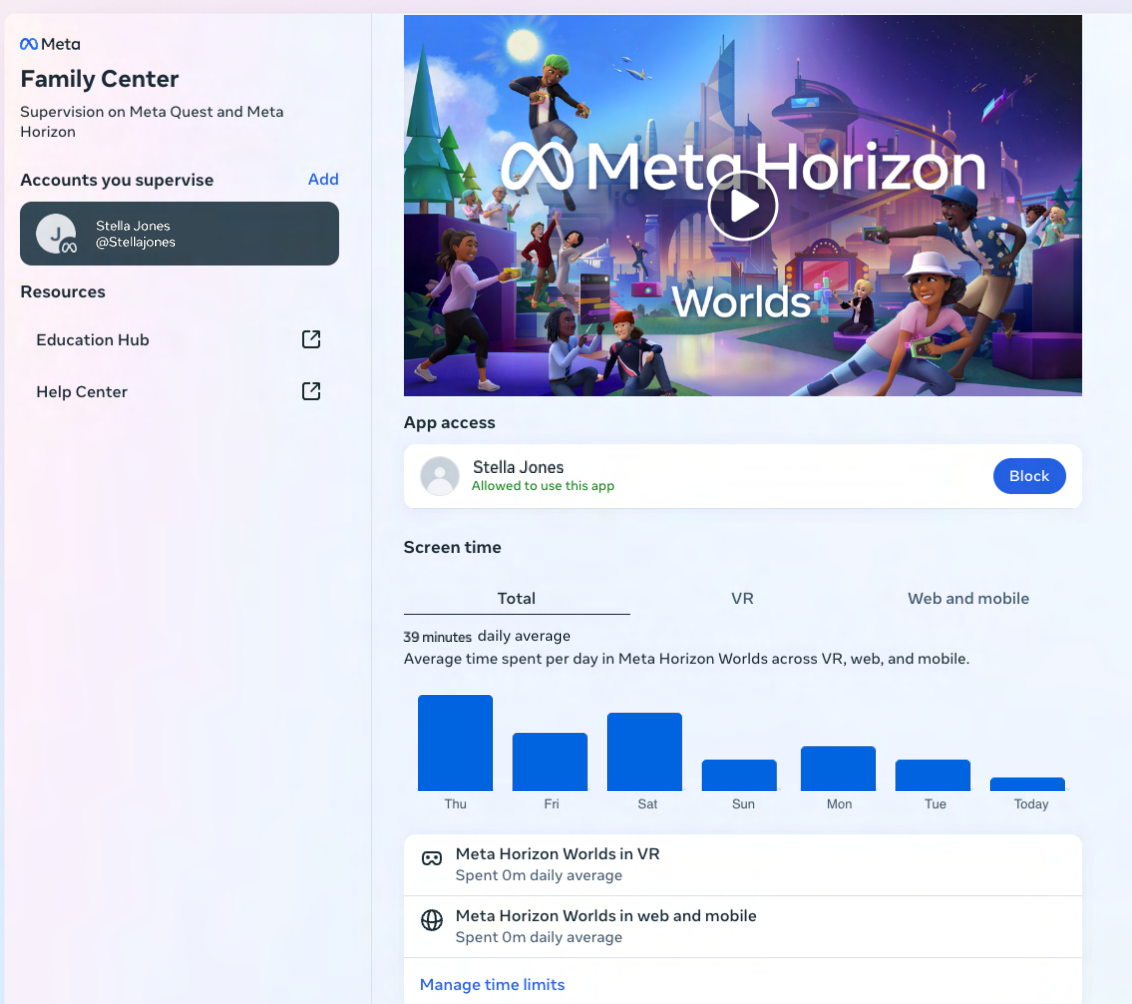 Meta
Family Center
Supervision on Meta Quest and Meta
Horizon
Accounts you supervise
Add
J
Stella Jones
@Stellajones
Resources
Education Hub
Help Center
Meta Horizon
Worlds
App access
Stella Jones
Allowed to use this app
Block
Screen time
Total
VR
Web and mobile
39 minutes daily average
Average time spent per day in Meta Horizon Worlds across VR, web, and mobile.
Thu
Fri
Sat
Sun
Mon
Tue
Today
Meta Horizon Worlds in VR
Spent 0m daily average
Meta Horizon Worlds in web and mobile
Spent 0m daily average
Manage time limits